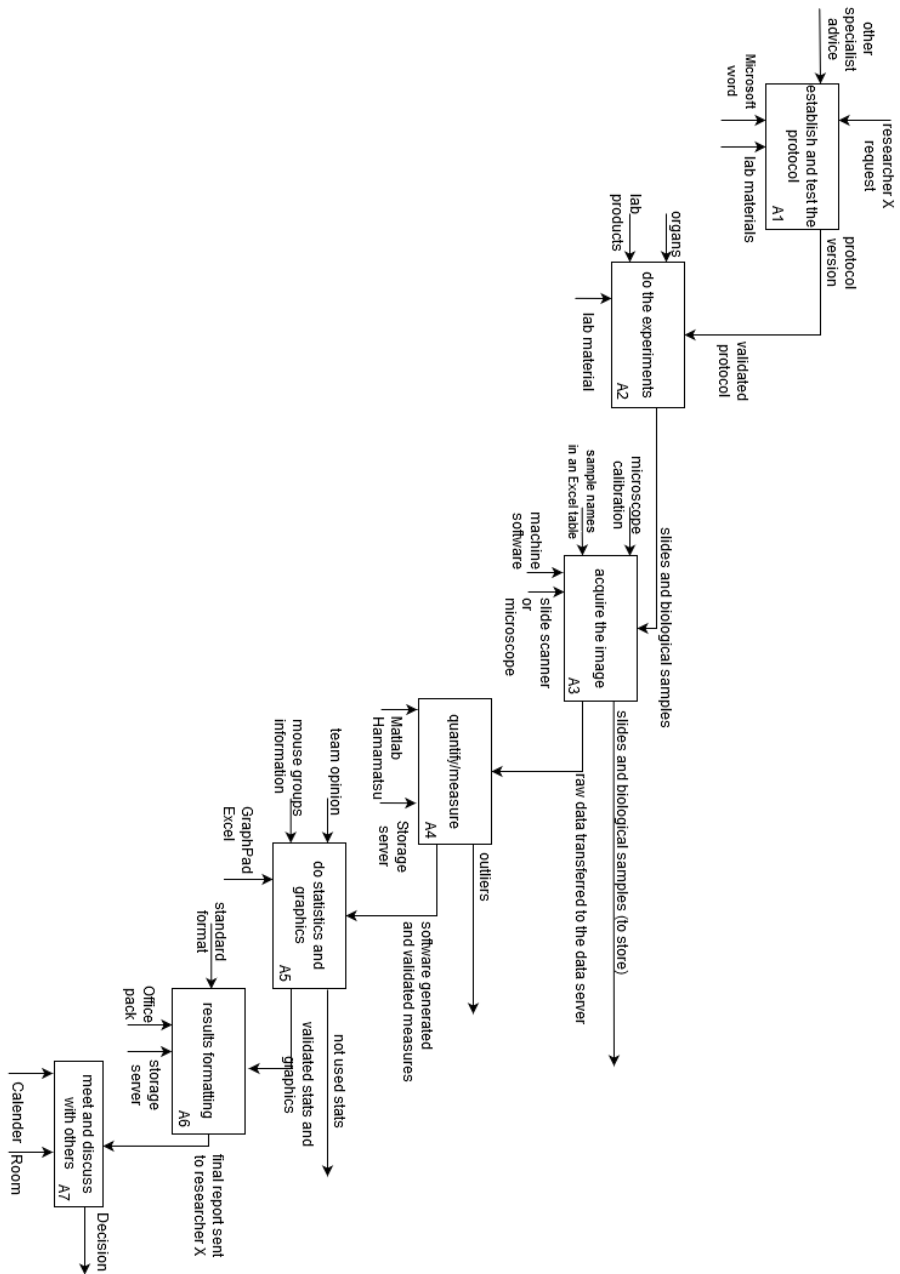 other
specialist
advice
researcher X
request
establish and test the
protocol
A1
Microsoft
word
lab materials
protocol
version
validated
protocol
organs
lab
products
do the experiments
A2
lab material
slides and biological samples
microscope
calibration
sample names
in an Excel table
acquire the image
A3
machine
software
slide scanner
or
microscope
slides and biological samples (to store)
raw data transferred to the data server
quantify/measure
A4
Matlab
Hamamatsu
Storage
server
outliers
software generated
and validated measures
team opinion
mouse groups
information
do statistics and
graphics
A5
GraphPad
Excel
not used stats
validated stats and
graphics
standard
format
results formatting
A6
Office
pack
storage
server
final report sent
to researcher X
meet and discuss
with others
A7
Calender
Room
Decision